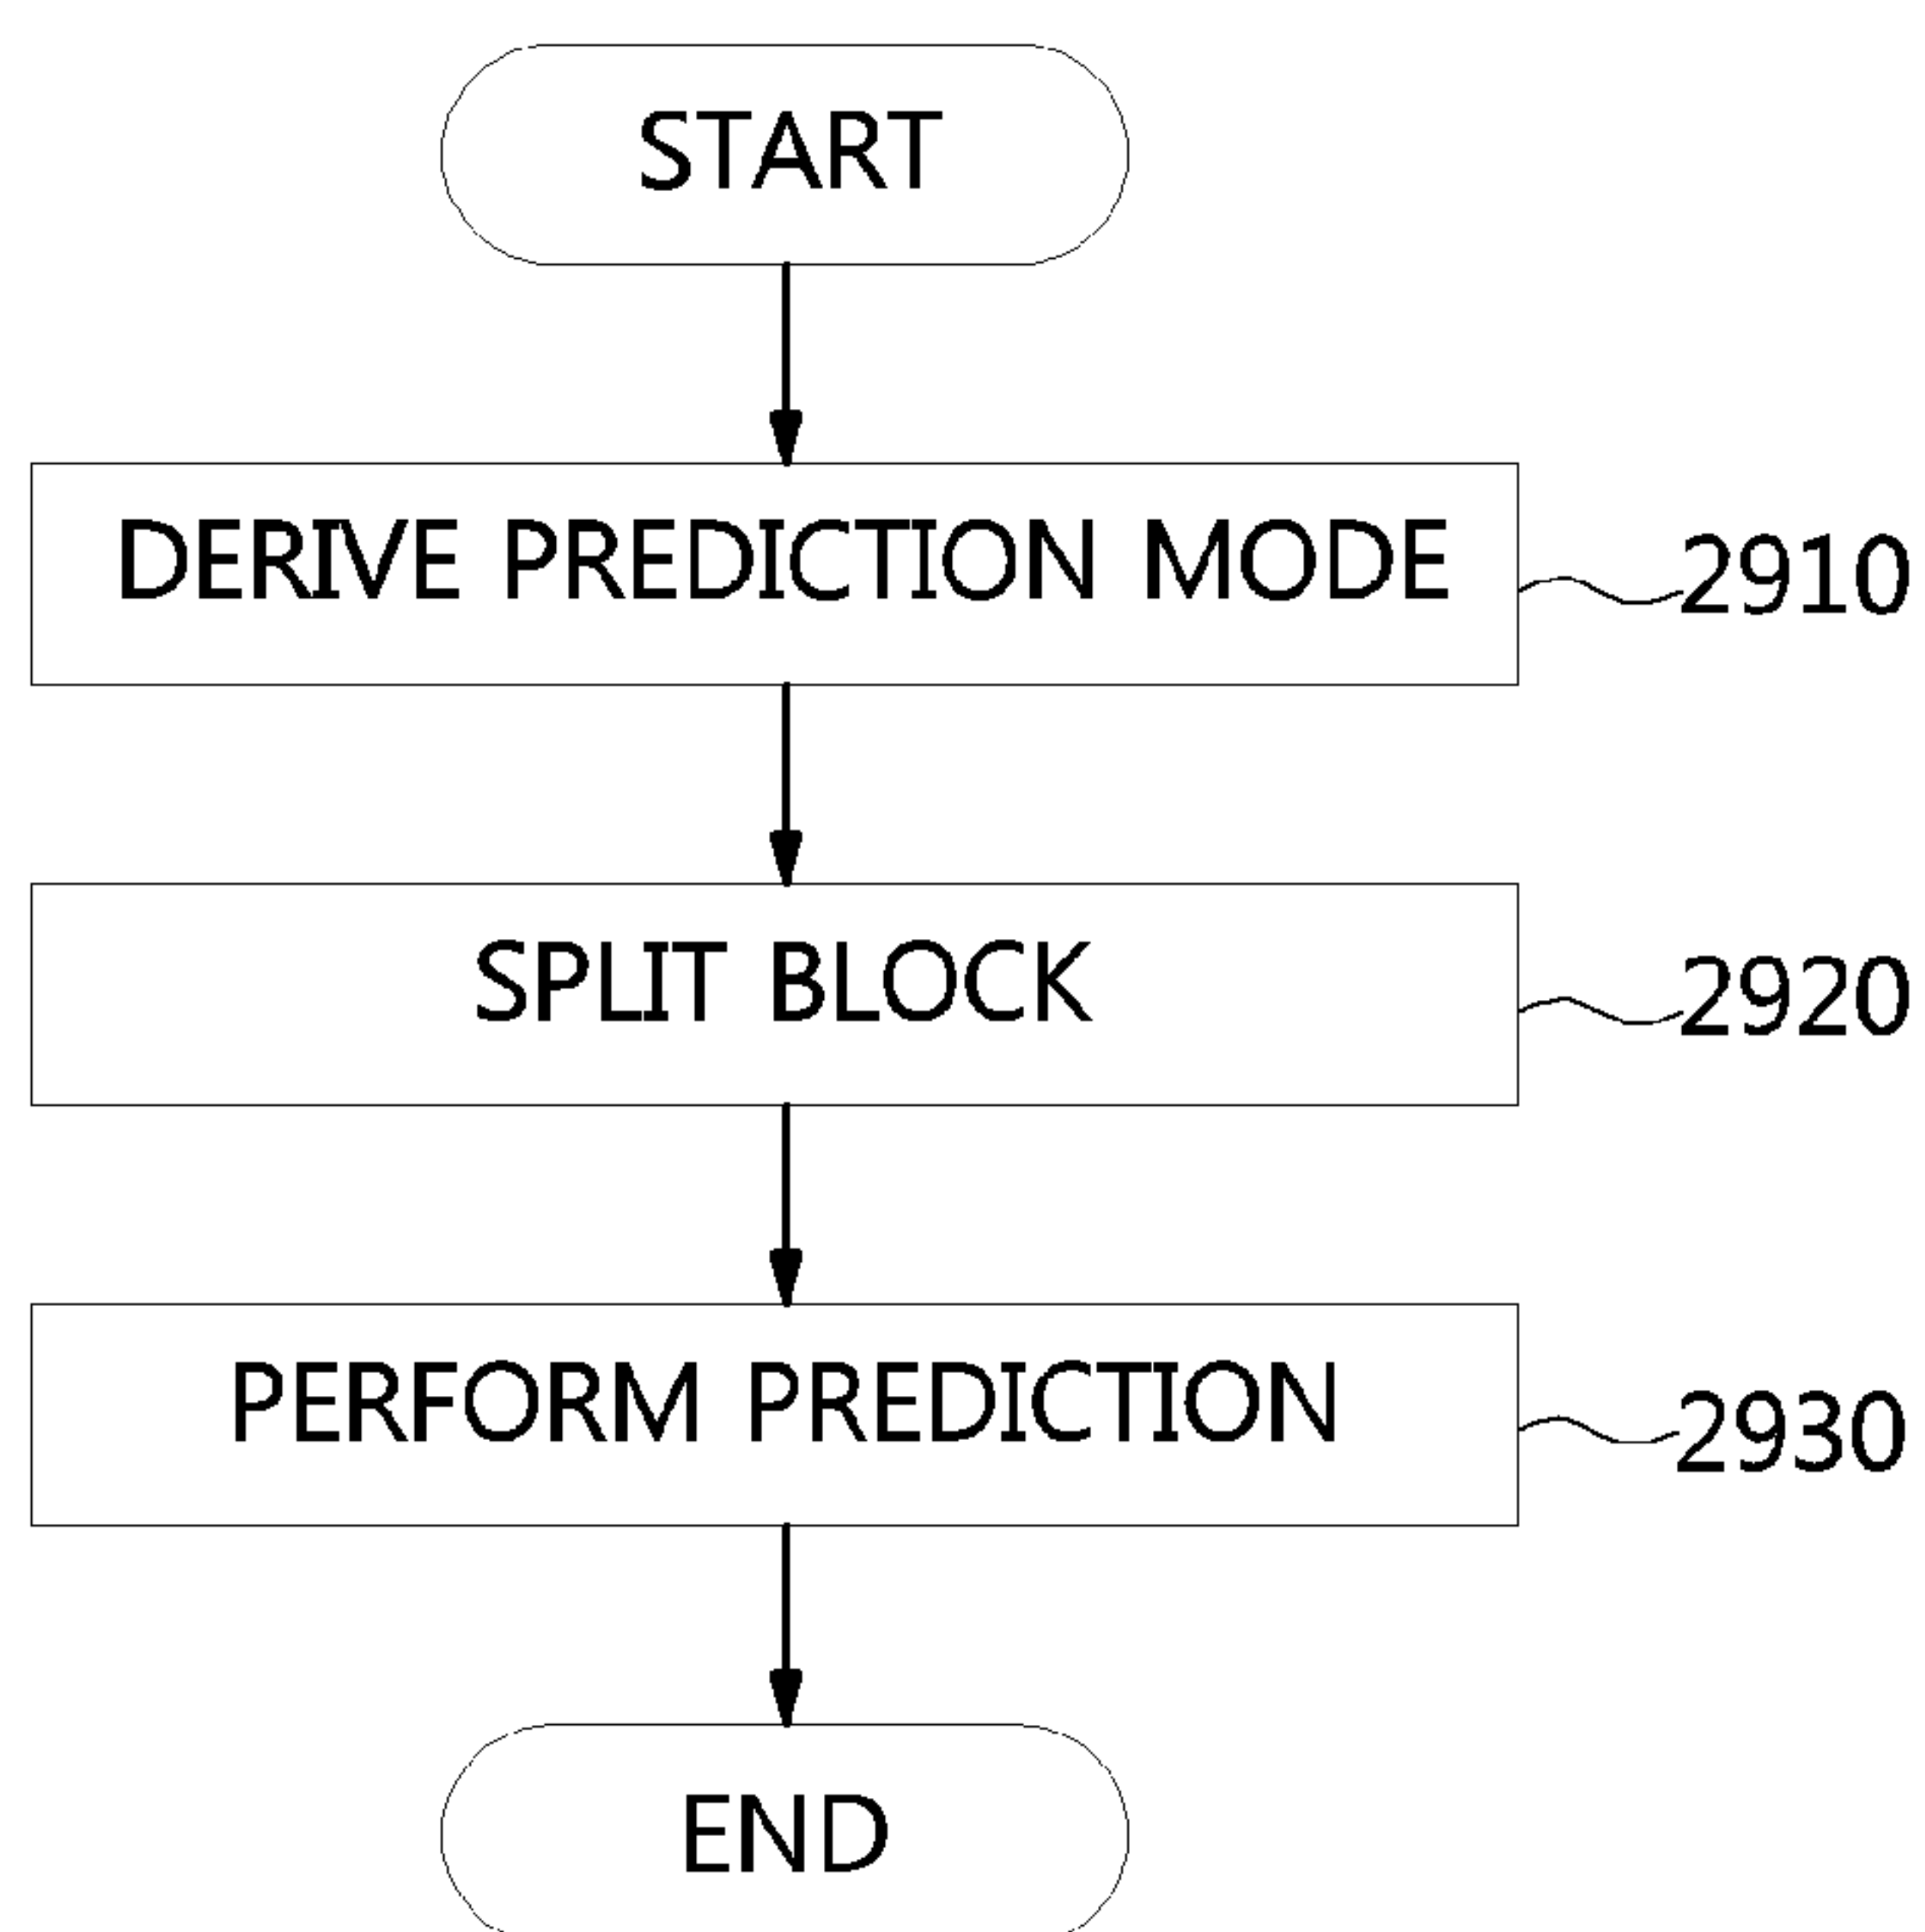 START
DERIVE PREDICTION MODE
2910
SPLIT BLOCK
2920
PERFORM PREDICTION
2930
END